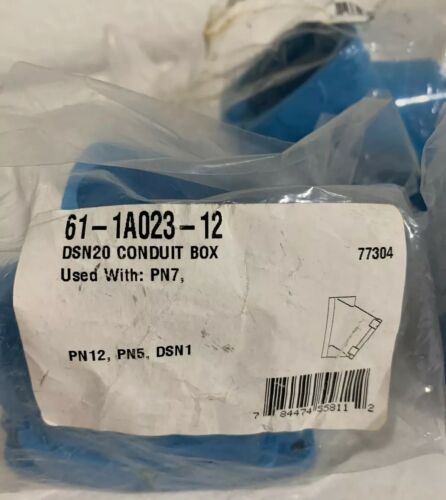 61-1A023-12
DSN20 CONDUIT BOX
77304
Used With: PN7,
PN12, PN5, DSN1
7 84474 55811 2